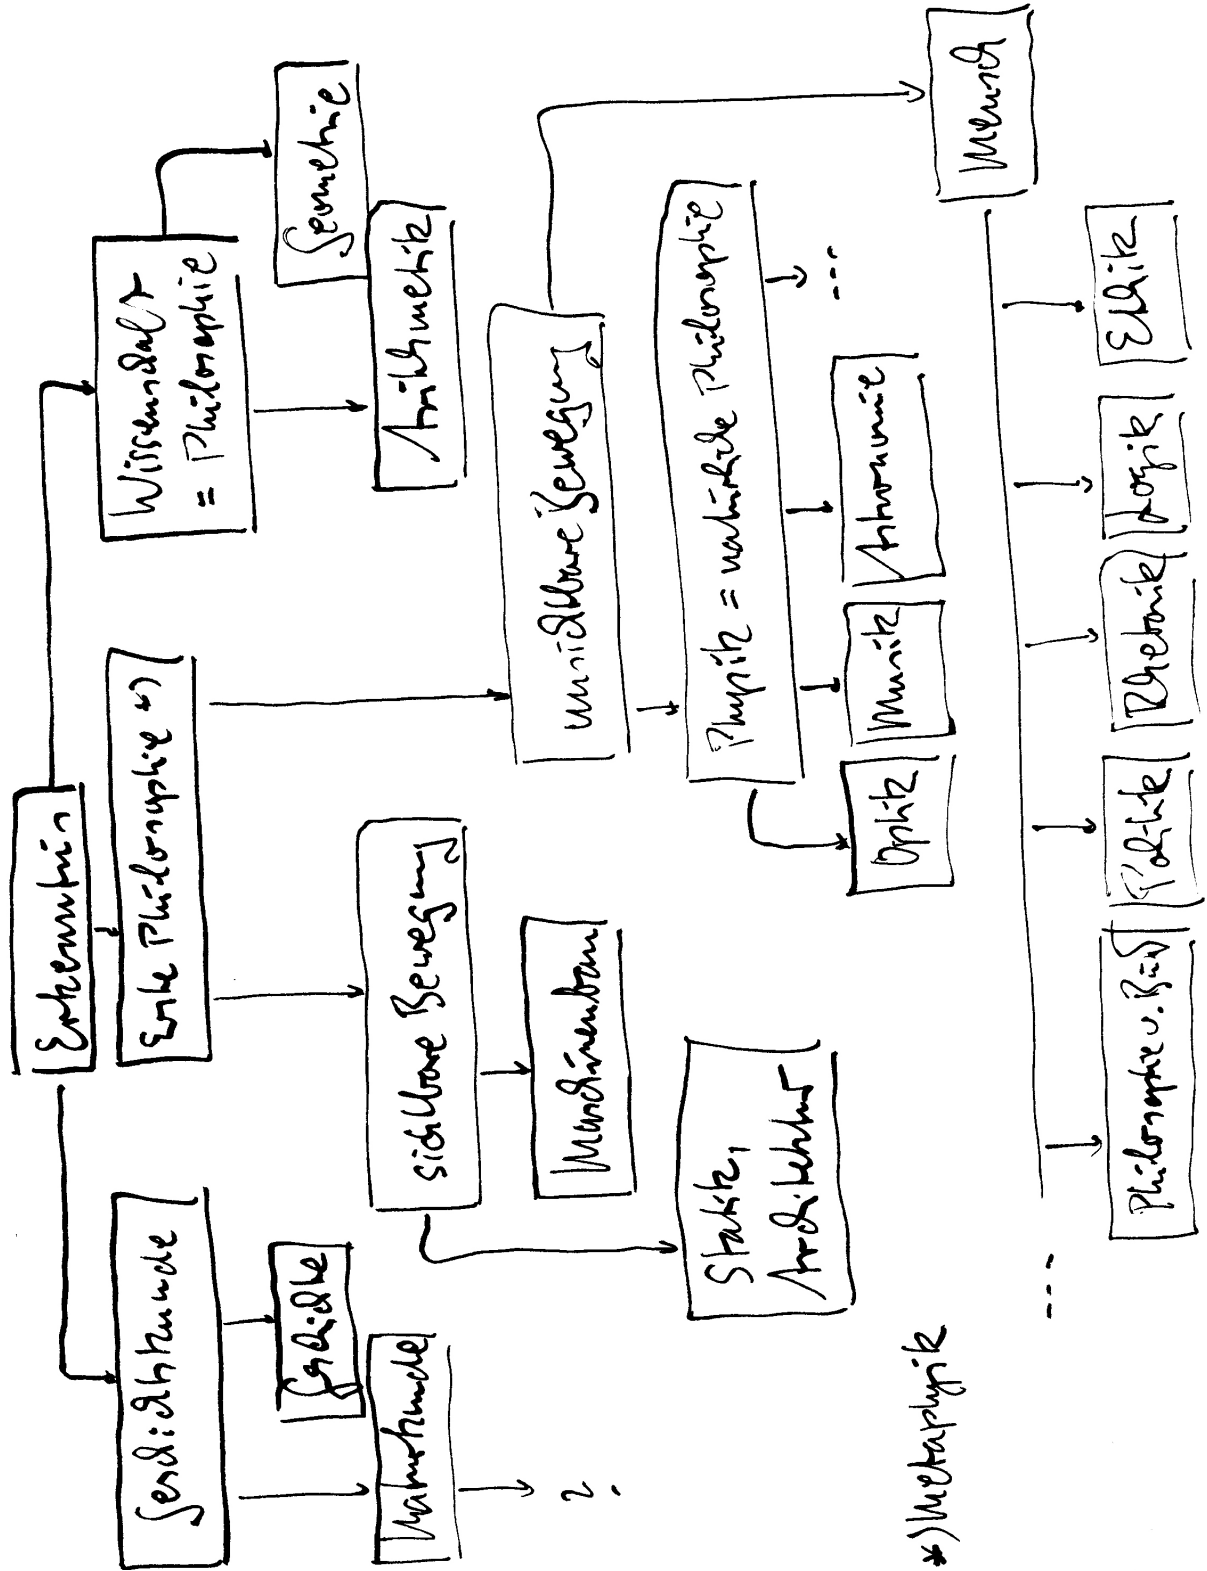 Erkenntnis
Geschichtskunde
Erste Philosophie *)
Wissenschaft
= Philosophie
Geschichte
Naturkunde
?
sichtbare Bewegung
unsichtbare Bewegung
Geometrie
Arithmetik
Maschinenbau
Statik,
Architektur
Physik = natürliche Philosophie
Mensch
Optik
Musik
Astronomie
...
...
Philosophie v. Bürg
Politik
Rhetorik
Logik
Ethik
*) Metaphysik